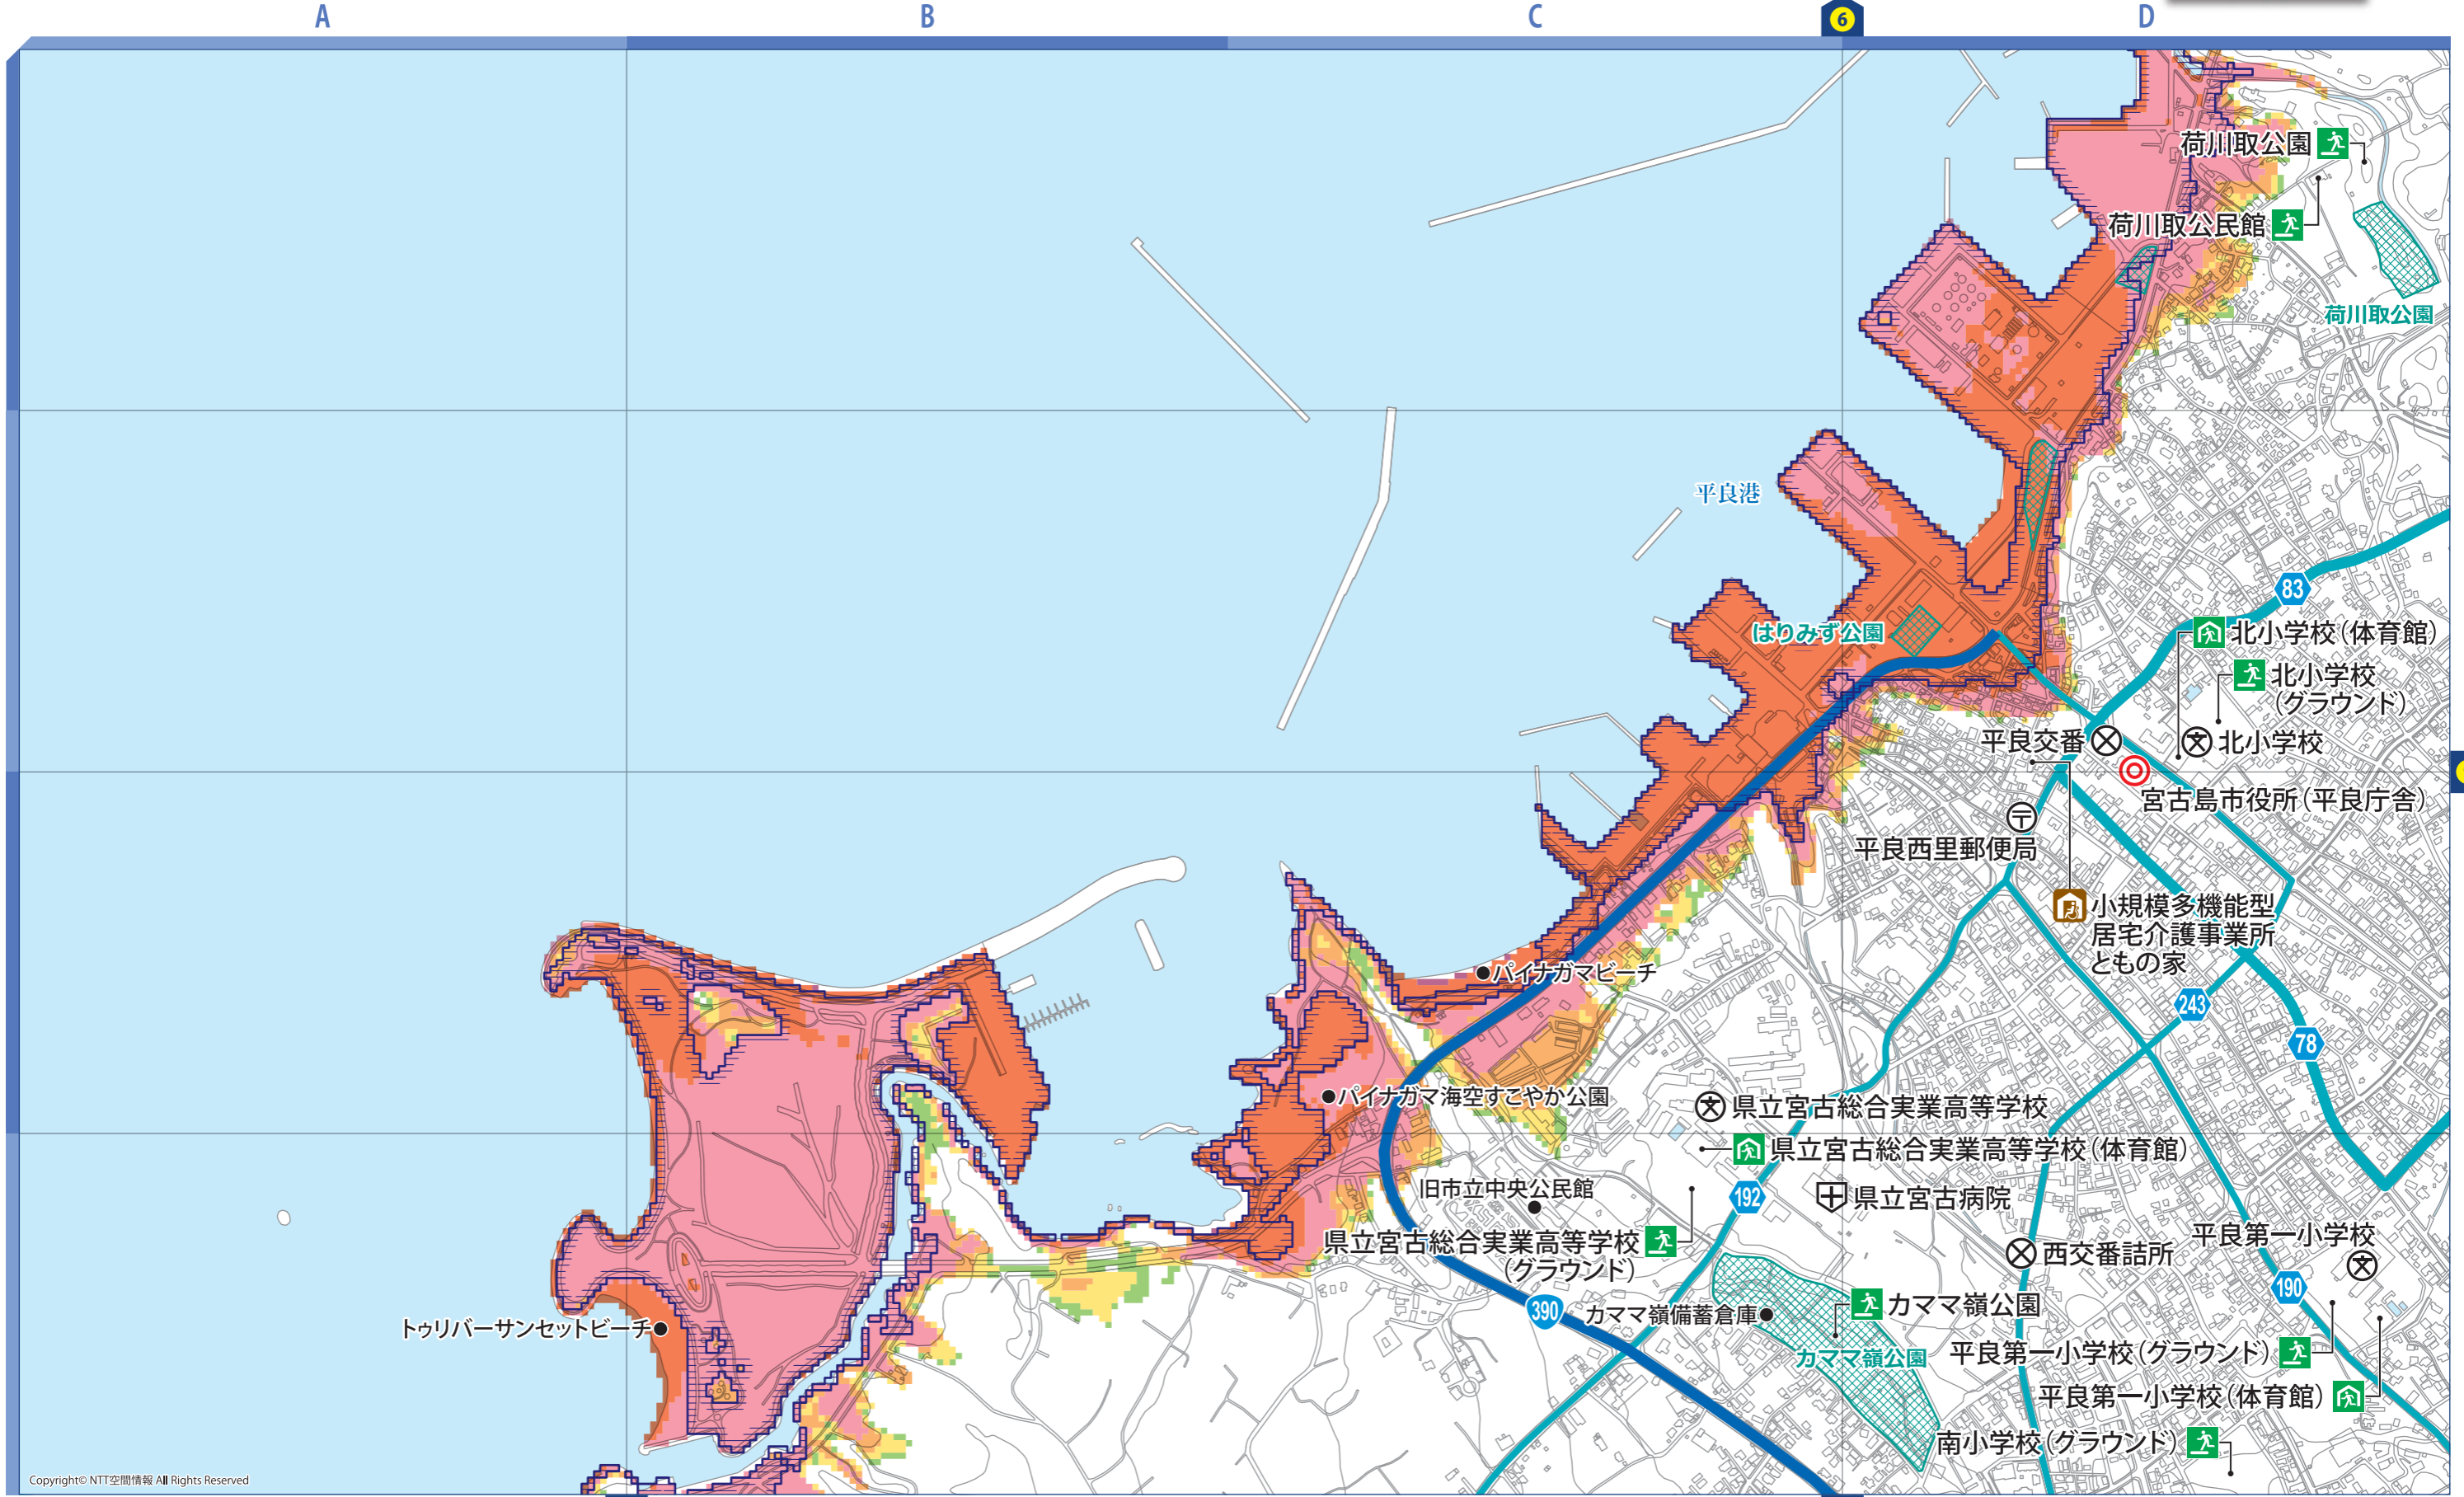 A
B
C
6
D
荷川取公園
荷川取公民館
荷川取公園
平良港
83
はりみず公園
北小学校(体育館)
北小学校
(グラウンド)
平良交番
北小学校
宮古島市役所(平良庁舎)
平良西里郵便局
小規模多機能型
居宅介護事業所
ともの家
パイナガマビーチ
243
78
パイナガマ海空すこやか公園
県立宮古総合実業高等学校
県立宮古総合実業高等学校(体育館)
旧市立中央公民館
192
県立宮古病院
県立宮古総合実業高等学校
(グラウンド)
西交番詰所
平良第一小学校
190
390
カママ嶺備蓄倉庫
カママ嶺公園
トゥリバーサンセットビーチ
カママ嶺公園
平良第一小学校(グラウンド)
平良第一小学校(体育館)
南小学校(グラウンド)
Copyright© NTT空間情報 All Rights Reserved